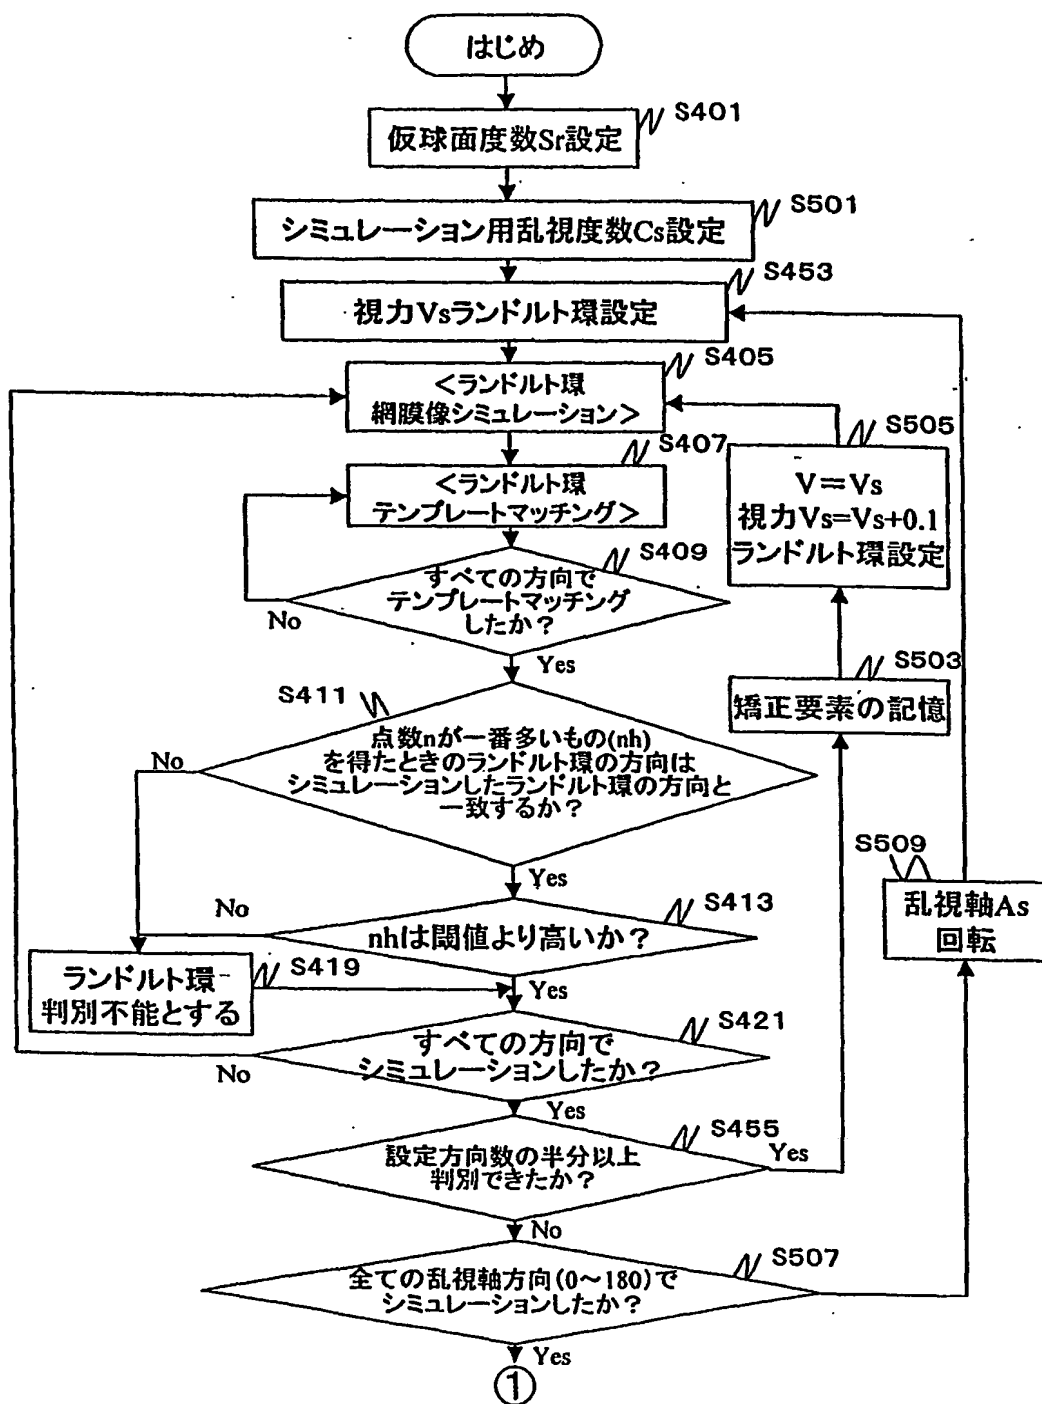 はじめ
S401
仮球面度数Sr設定
S501
シミュレーション用乱視度数Cs設定
S453
視力Vsランドルト環設定
S405
<ランドルト環
網膜像シミュレーション>
S505
V=Vs
視力Vs=Vs+0.1
ランドルト環設定
S407
<ランドルト環
テンプレートマッチング>
S409
すべての方向で
テンプレートマッチング
したか?
No
Yes
S503
矯正要素の記憶
S411
点数nが一番多いもの(nh)
を得たときのランドルト環の方向は
シミュレーションしたランドルト環の方向と
一致するか?
No
Yes
S509
乱視軸As
回転
S413
nhは閾値より高いか?
No
Yes
S419
ランドルト環
判別不能とする
S421
すべての方向で
シミュレーションしたか?
No
Yes
S455
設定方向数の半分以上
判別できたか?
Yes
No
S507
全ての乱視軸方向(0～180)で
シミュレーションしたか?
Yes
①